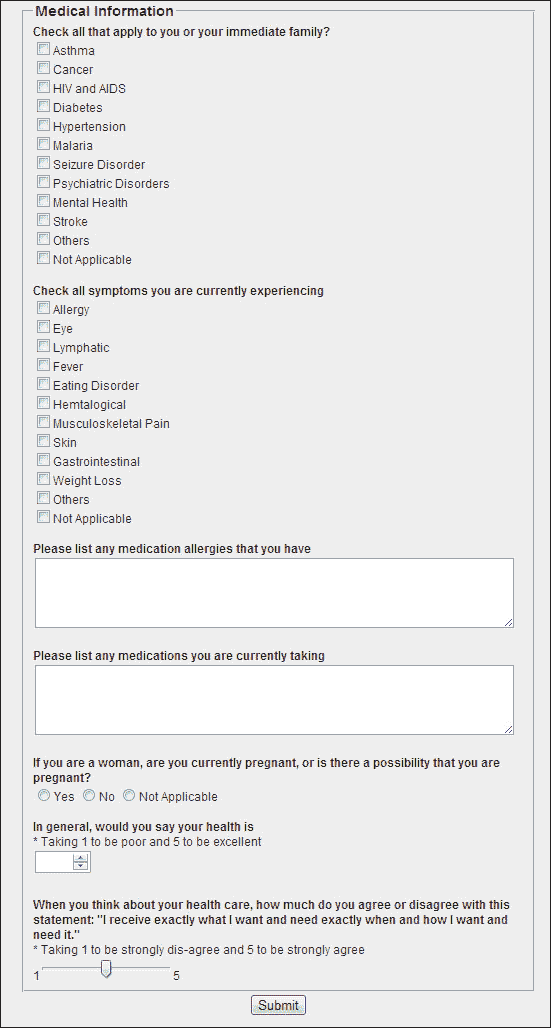 Medical Information
Check all that apply to you or your immediate family?
Asthma
Cancer
HIV and AIDS
Diabetes
Hypertension
Malaria
Seizure Disorder
Psychiatric Disorders
Mental Health
Stroke
Others
Not Applicable
Check all symptoms you are currently experiencing
Allergy
Eye
Lymphatic
Fever
Eating Disorder
Hemtalogical
Musculoskeletal Pain
Skin
Gastrointestinal
Weight Loss
Others
Not Applicable
Please list any medication allergies that you have
Please list any medications you are currently taking
If you are a woman, are you currently pregnant, or is there a possibility that you are
pregnant?
Yes No Not Applicable
In general, would you say your health is
* Taking 1 to be poor and 5 to be excellent
When you think about your health care, how much do you agree or disagree with this
statement: "I receive exactly what I want and need exactly when and how I want and
need it."
* Taking 1 to be strongly dis-agree and 5 to be strongly agree
1 5
Submit